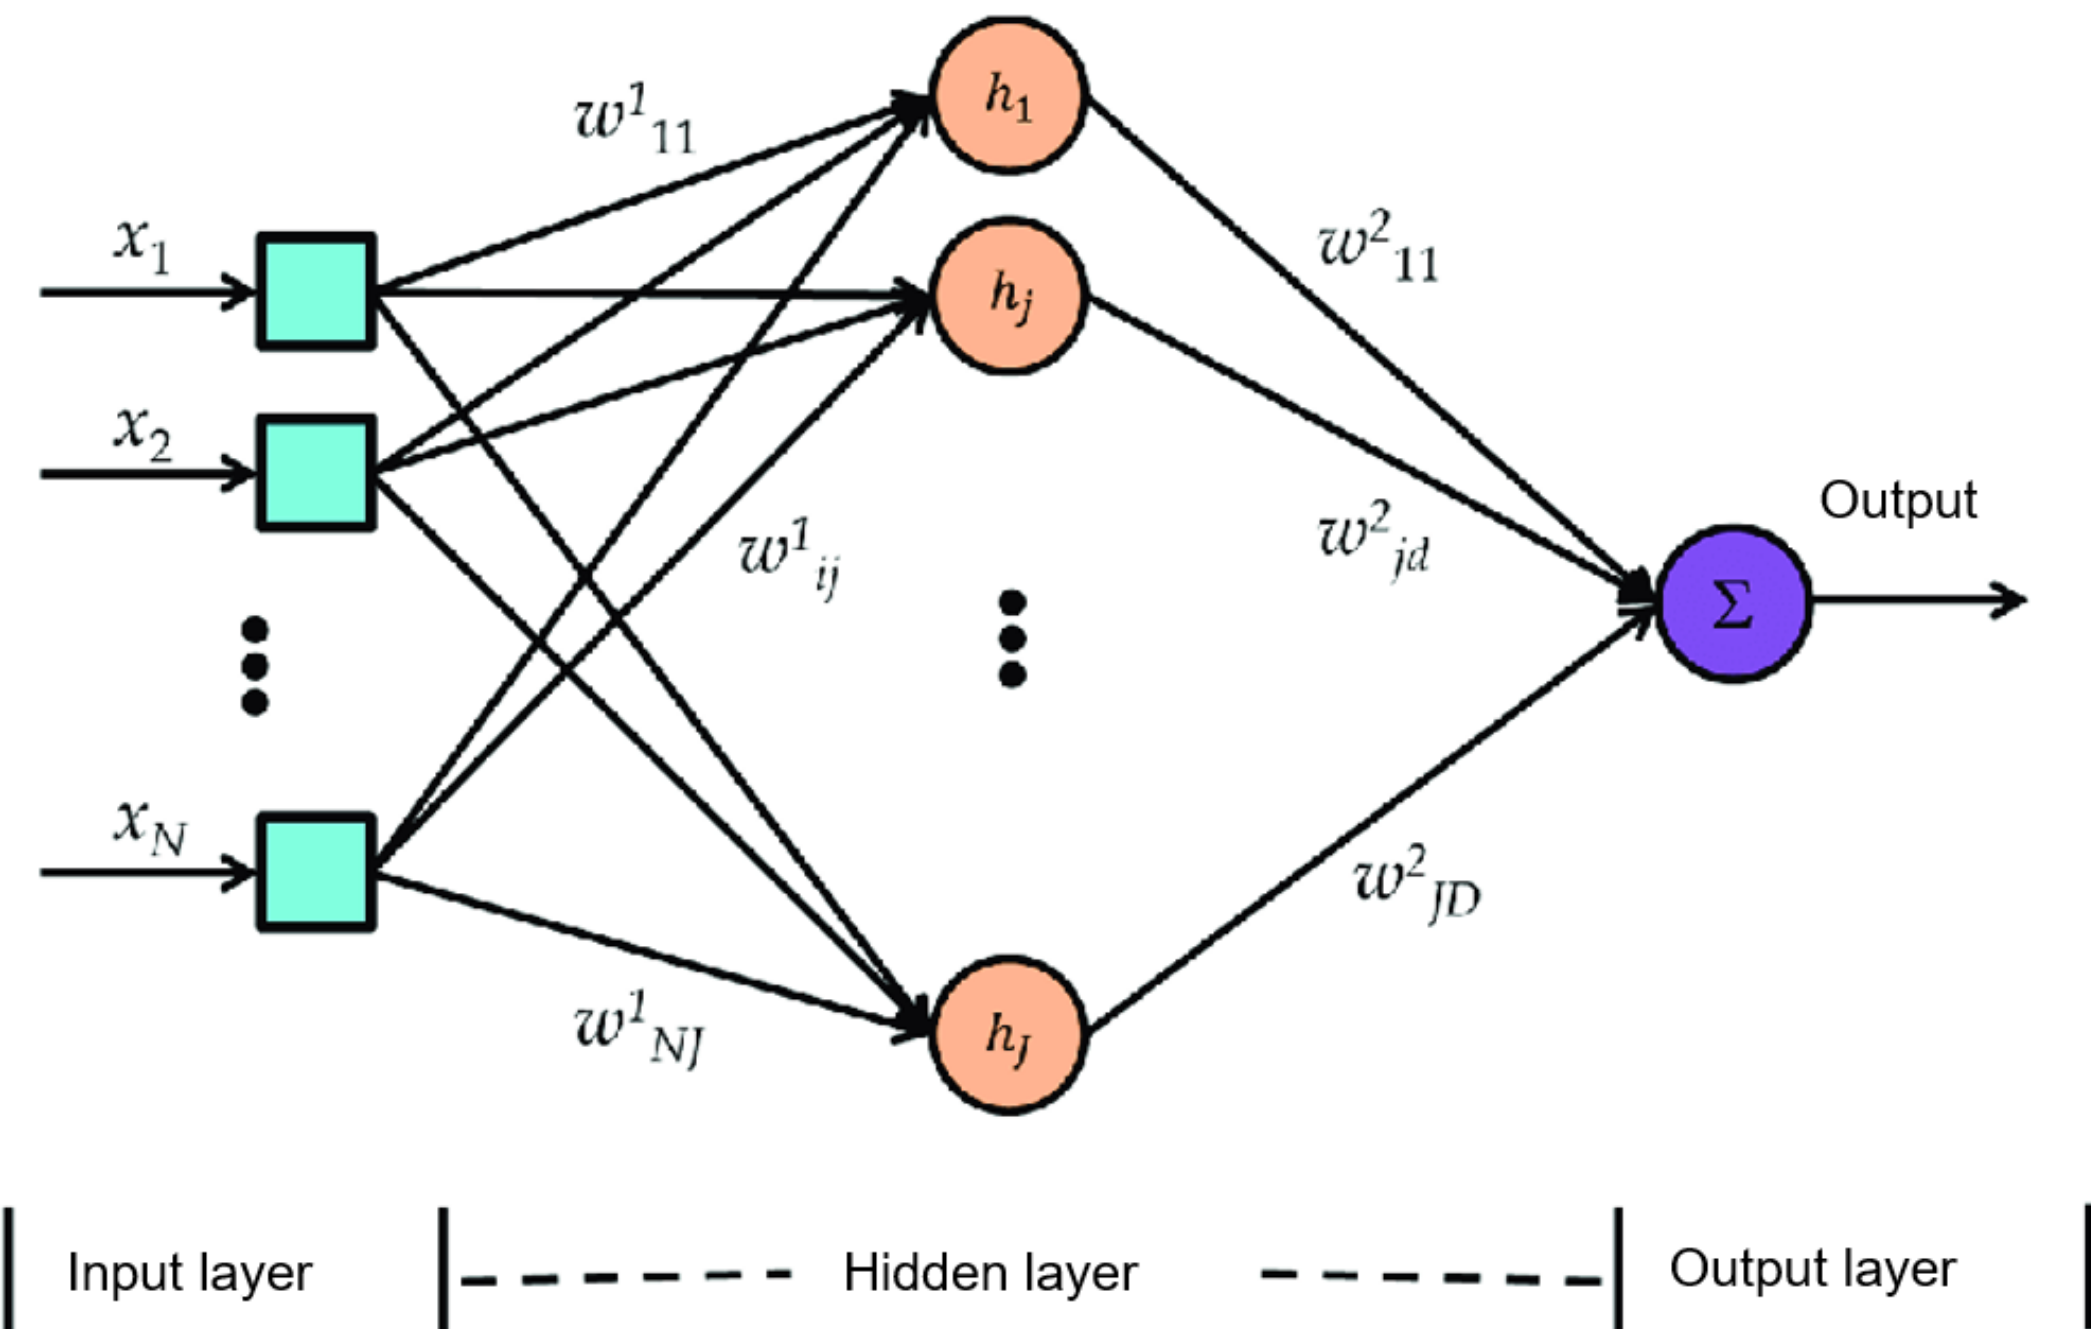 h₁
w¹₁₁
x₁
w²₁₁
hⱼ
x₂
Output
w¹ᵢⱼ
w²jd
Σ
x_N
w²_JD
w¹_NJ
h_J
Input layer
Hidden layer
Output layer